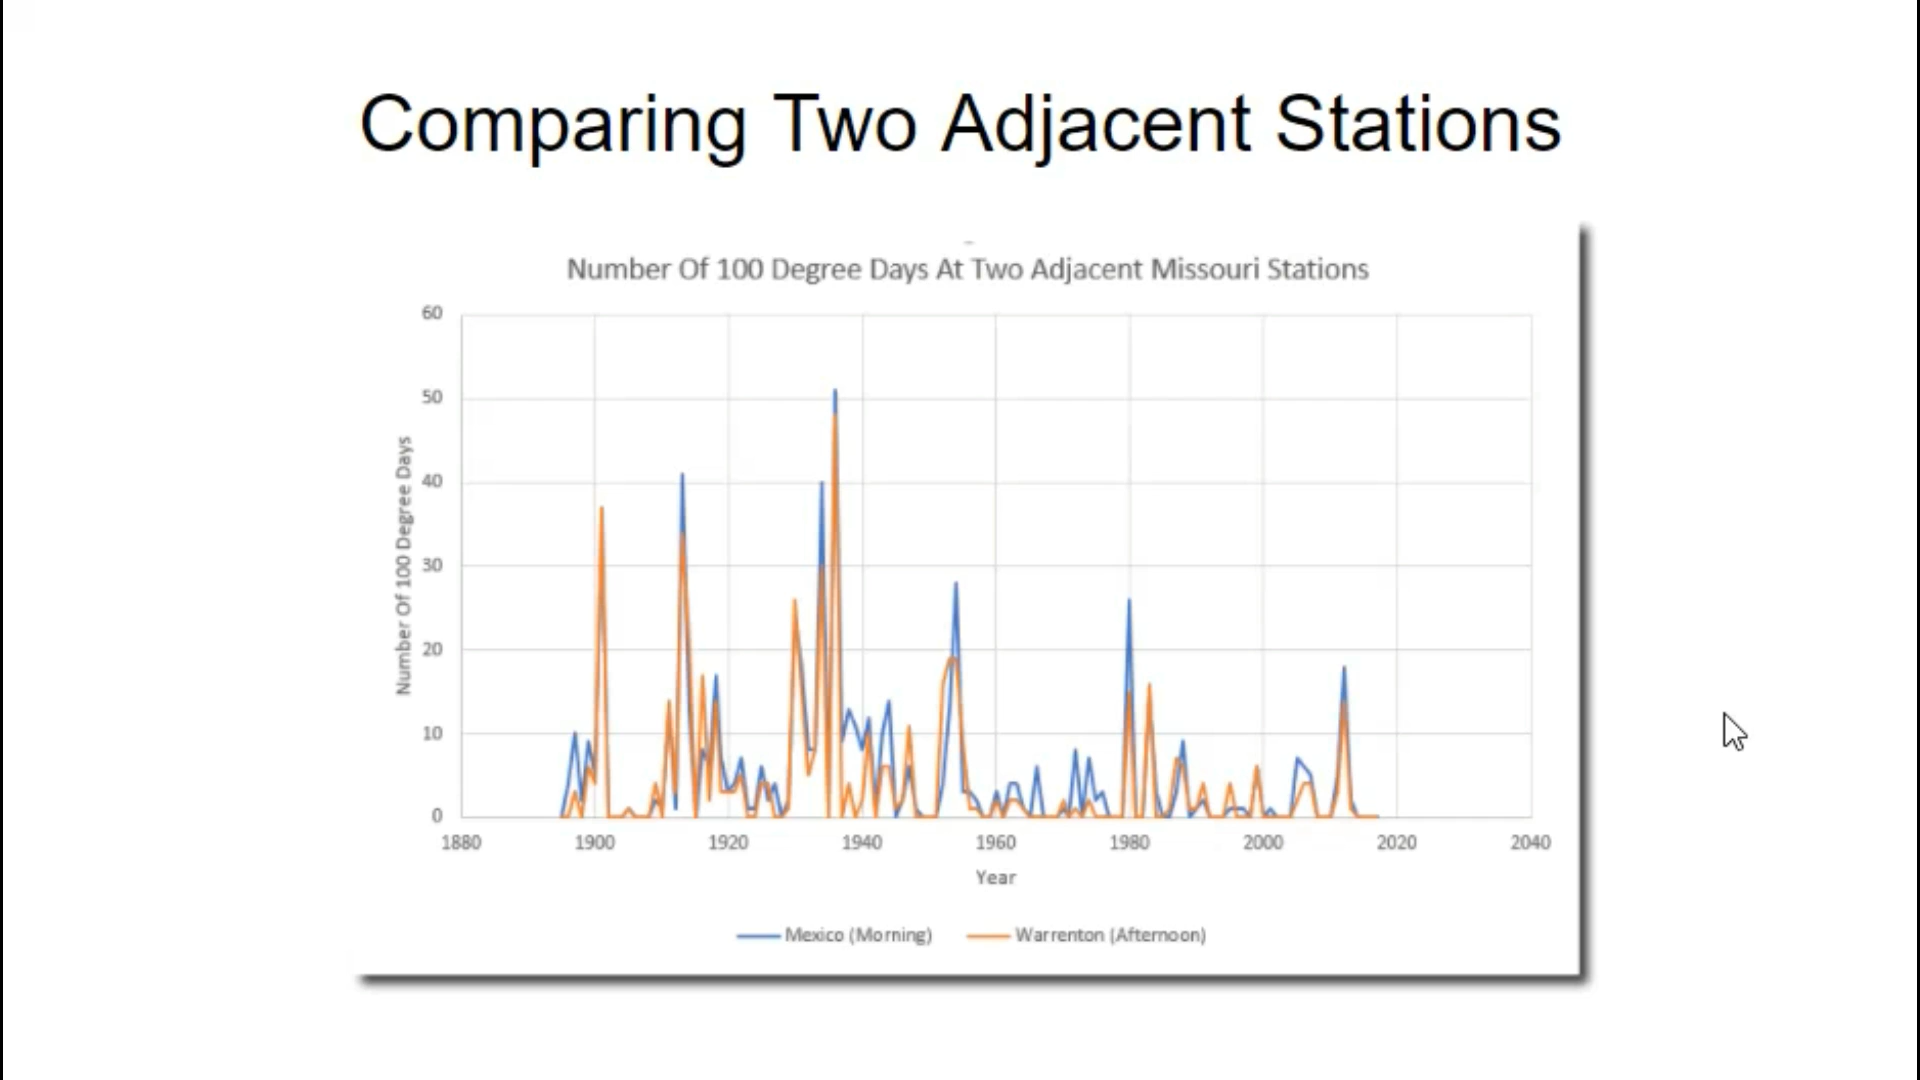 Comparing Two Adjacent Stations
Number Of 100 Degree Days At Two Adjacent Missouri Stations
Number Of 100 Degree Days
60
50
40
30
20
10
0
1880 1900 1920 1940 1960 1980 2000 2020 2040
Year
Mexico (Morning) Warrenton (Afternoon)